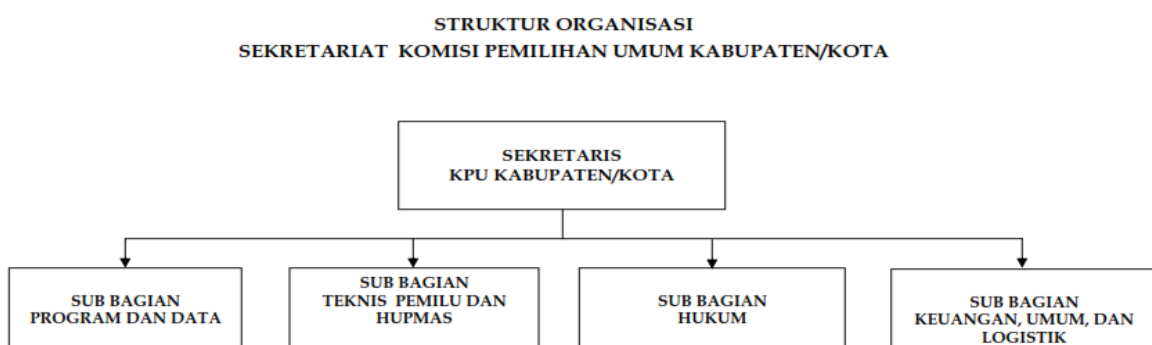 STRUKTUR ORGANISASI
SEKRETARIAT KOMISI PEMILIHAN UMUM KABUPATEN/KOTA
SEKRETARIS
KPU KABUPATEN/KOTA
SUB BAGIAN
PROGRAM DAN DATA
SUB BAGIAN
TEKNIS PEMILU DAN
HUPMAS
SUB BAGIAN
HUKUM
SUB BAGIAN
KEUANGAN, UMUM, DAN
LOGISTIK